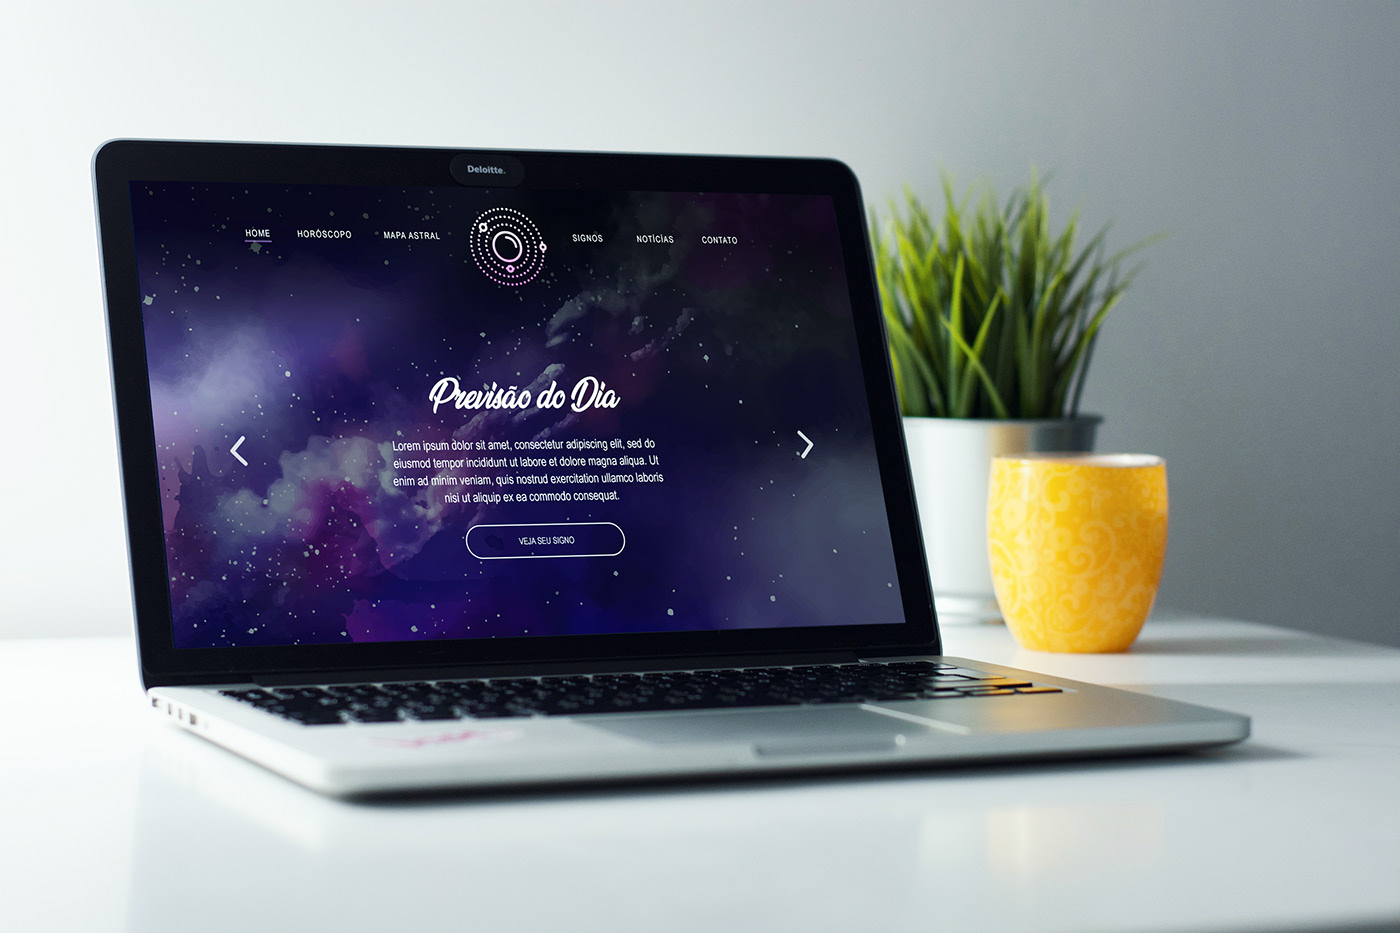 Deloitte.
HOME HORÓSCOPO MAPA ASTRAL SIGNOS NOTÍCIAS CONTATO
Previsão do Dia
Lorem ipsum dolor sit amet, consectetur adipiscing elit, sed do
eiusmod tempor incididunt ut labore et dolore magna aliqua. Ut
enim ad minim veniam, quis nostrud exercitation ullamco laboris
nisi ut aliquip ex ea commodo consequat.
VEJA SEU SIGNO